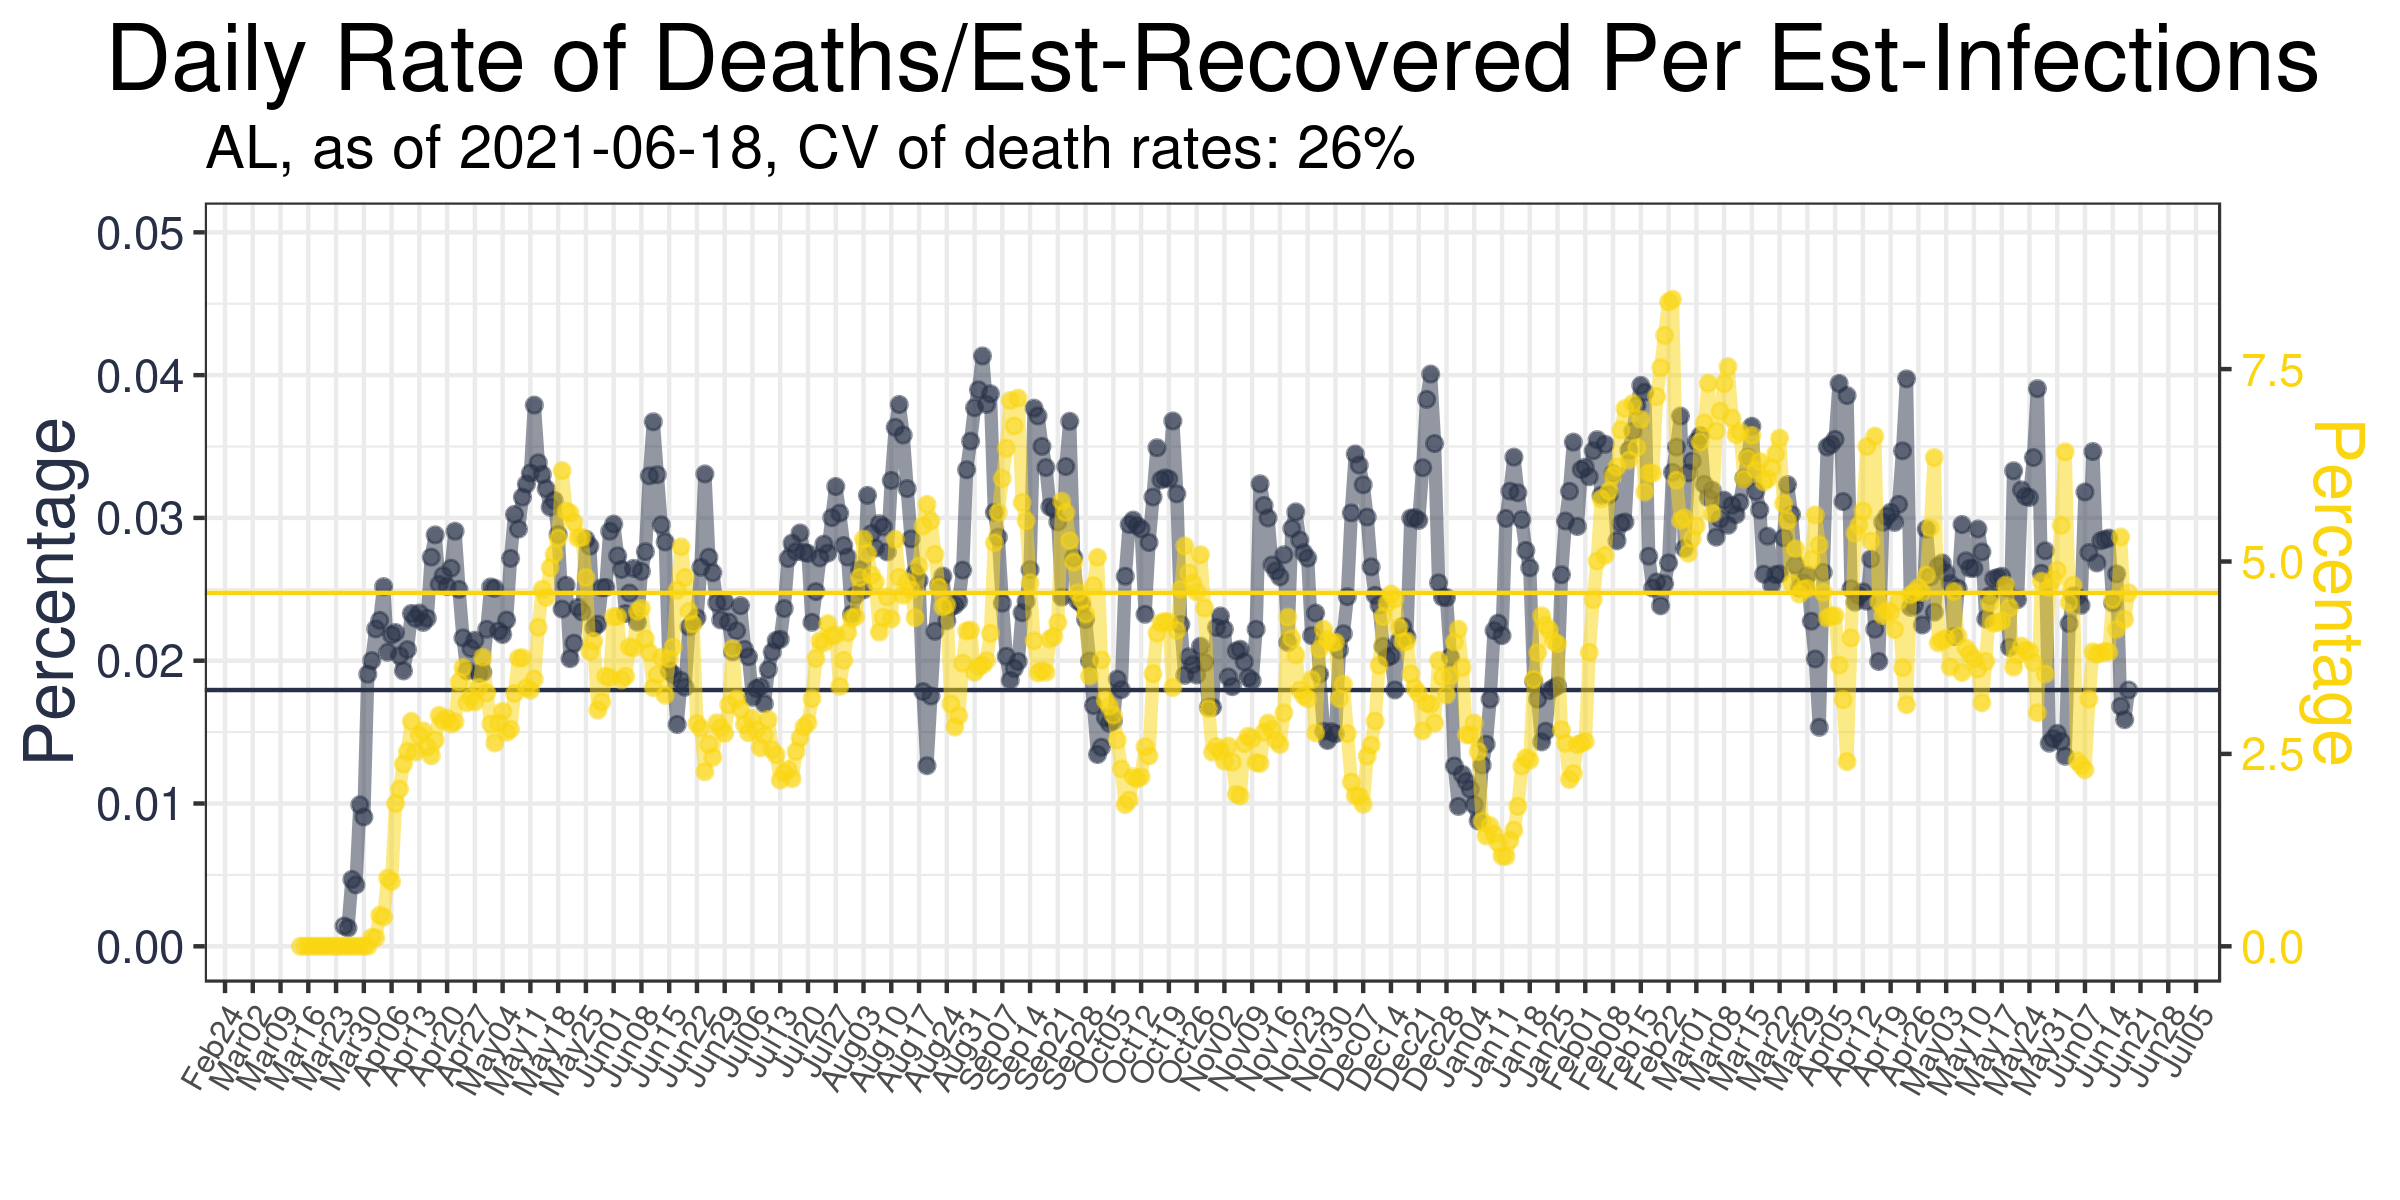 Daily Rate of Deaths/Est-Recovered Per Est-Infections
AL, as of 2021-06-18, CV of death rates: 26%
Percentage
0.05
0.04
0.03
0.02
0.01
0.00
7.5
5.0
2.5
0.0
Percentage
Feb24
Mar02
Mar09
Mar16
Mar23
Mar30
Apr06
Apr13
Apr20
Apr27
May04
May11
May18
May25
Jun01
Jun08
Jun15
Jun22
Jun29
Jul06
Jul13
Jul20
Jul27
Aug03
Aug10
Aug17
Aug24
Aug31
Sep07
Sep14
Sep21
Sep28
Oct05
Oct12
Oct19
Oct26
Nov02
Nov09
Nov16
Nov23
Nov30
Dec07
Dec14
Dec21
Dec28
Jan04
Jan11
Jan18
Jan25
Feb01
Feb08
Feb15
Feb22
Mar01
Mar08
Mar15
Mar22
Mar29
Apr05
Apr12
Apr19
Apr26
May03
May10
May17
May24
May31
Jun07
Jun14
Jun21
Jun28
Jul05